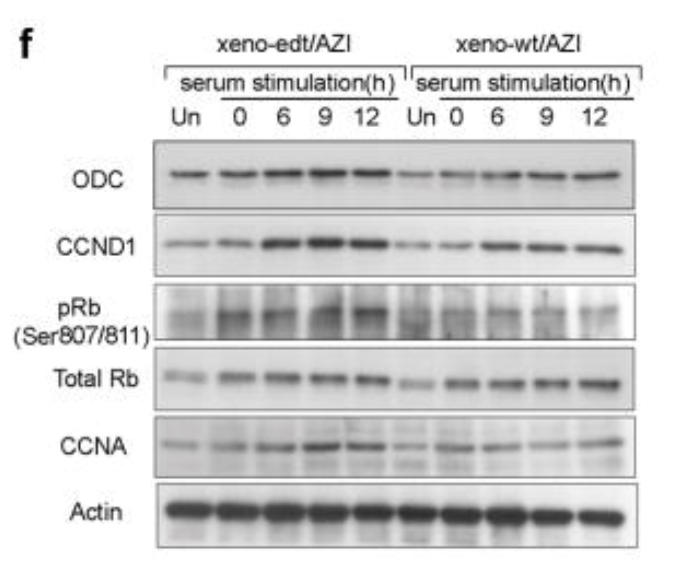 f
xeno-edt/AZI xeno-wt/AZI
serum stimulation(h) serum stimulation(h)
Un 0 6 9 12 Un 0 6 9 12
ODC
CCND1
pRb
(Ser807/811)
Total Rb
CCNA
Actin